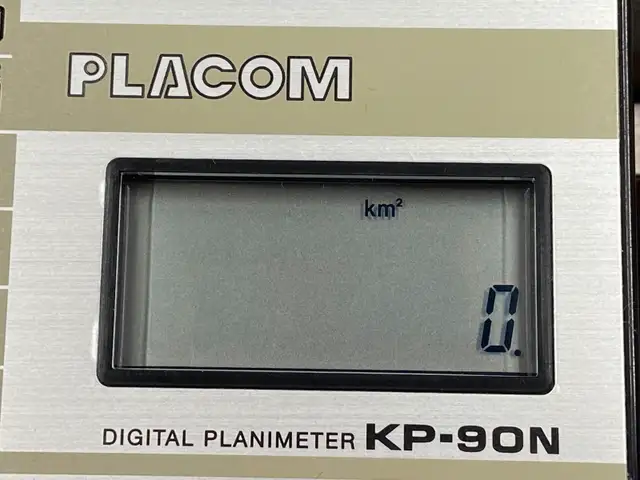 PLACOM
km²
0.
DIGITAL PLANIMETER KP-90N